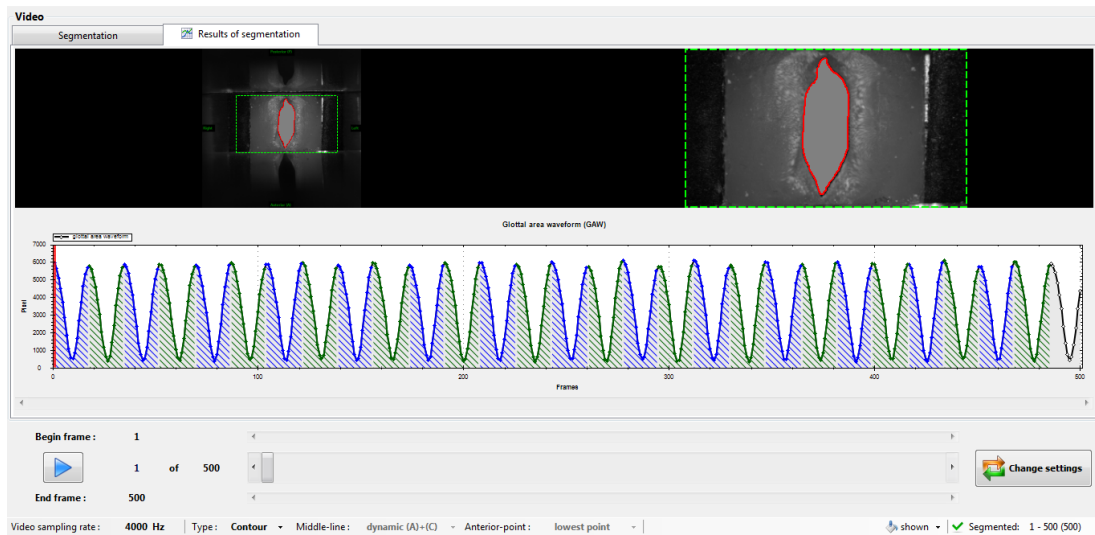 Video
Segmentation
Results of segmentation
Right
Left
Glottal area waveform (GAW)
glottal area waveform
7000
6000
5000
4000
3000
2000
1000
0
Pixel
0 100 200 300 400 500
Frames
Begin frame : 1
1 of 500
Change settings
End frame : 500
Video sampling rate : 4000 Hz Type : Contour Middle-line : dynamic (A)+(C) Anterior-point : lowest point shown Segmented: 1 - 500 (500)